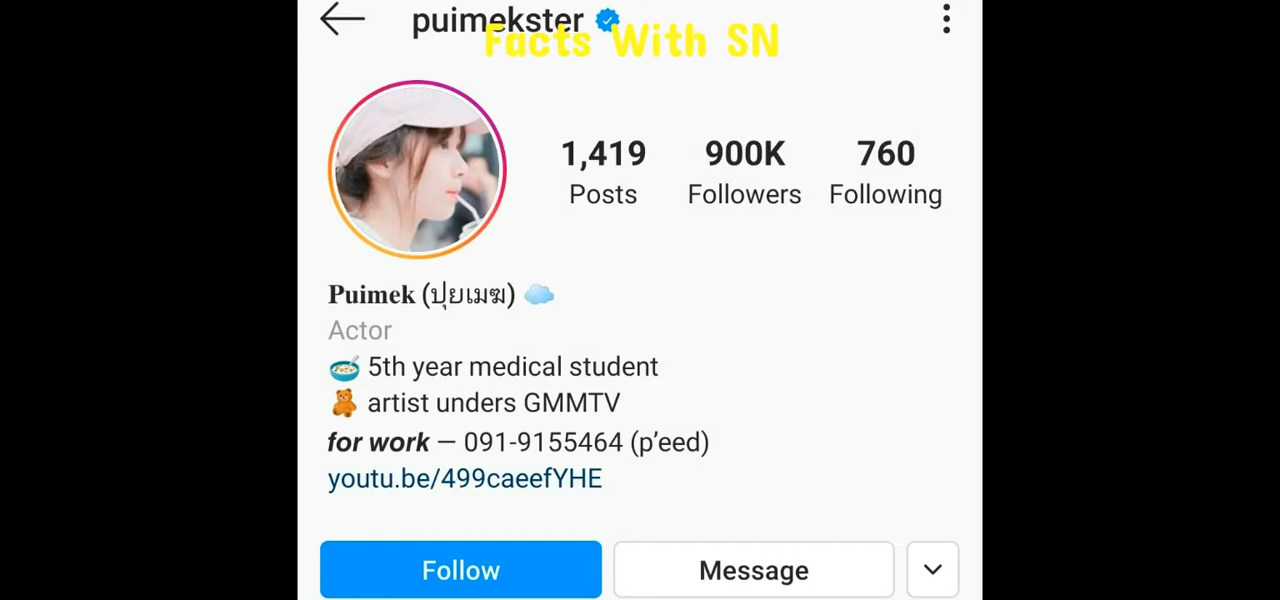 puimekster
Facts With SN
1,419 900K 760
Posts Followers Following
Puimek (ปุยเมฆ)
Actor
5th year medical student
artist unders GMMTV
for work — 091-9155464 (p'eed)
youtu.be/499caeefYHE
Follow Message